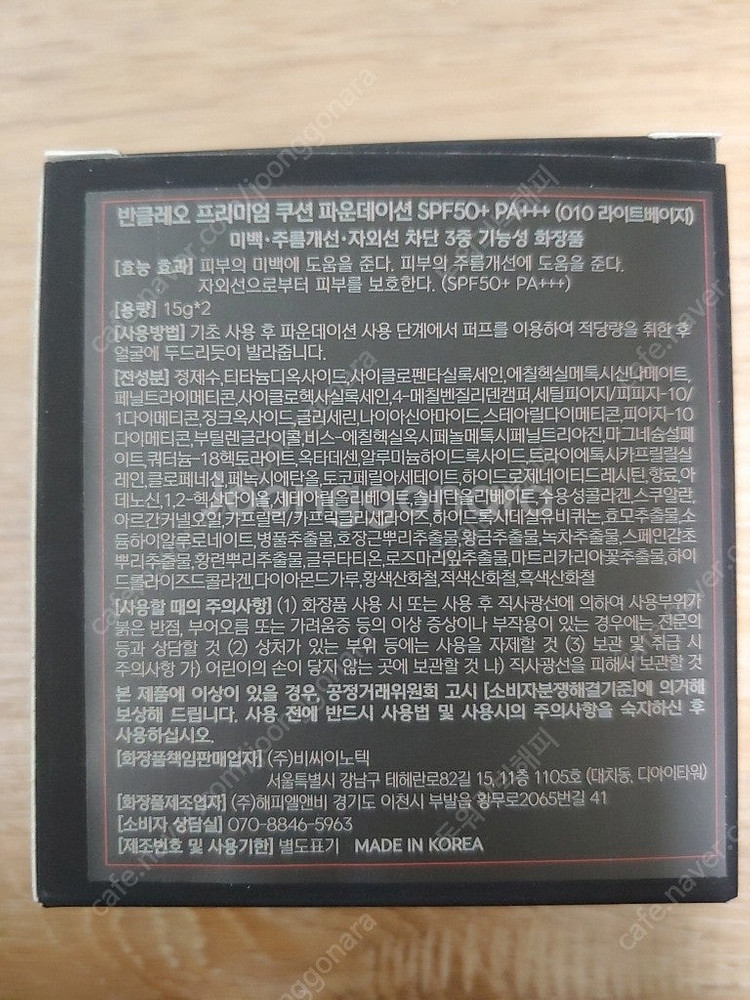 반클레오 프리미엄 쿠션 파운데이션 SPF50+ PA+++ (010 라이트베이지)
미백·주름개선·자외선 차단 3중 기능성 화장품
[효능 효과] 피부의 미백에 도움을 준다. 피부의 주름개선에 도움을 준다.
자외선으로부터 피부를 보호한다. (SPF50+ PA+++)
[용량] 15g*2
[사용방법] 기초 사용 후 파운데이션 사용 단계에서 퍼프를 이용하여 적당량을 취한 후
얼굴에 두드리듯이 발라줍니다.
[전성분] 정제수,티타늄디옥사이드,사이클로펜타실록세인,에칠헥실메톡시신나메이트,
페닐트라이메티콘,사이클로헥사실록세인,4-메칠벤질리덴캠퍼,세틸피이지/피피지-10/
1다이메티콘,징크옥사이드,글리세린,나이아신아마이드,스테아릴다이메티콘,피이지-10
다이메티콘,부틸렌글라이콜,비스-에칠헥실옥시페놀메톡시페닐트리아진,마그네슘설페
이트,쿼터늄-18헥토라이트,옥타데센,알루미늄하이드록사이드,트라이에톡시카프릴릴실
레인,클로페네신,페녹시에탄올,토코페릴아세테이트,하이드로제네이티드레시틴,향료,아
데노신,1,2-헥산다이올,세테아릴올리베이트,소르비탄올리베이트,수용성콜라겐,스쿠알란,
아르간커넬오일,카프릴릭/카프릭트라이글리세라이즈,하이드록시데실유비퀴논,효모추출물,소
듐하이알루로네이트,병풀추출물,호장근뿌리추출물,황금추출물,녹차추출물,스페인감초
뿌리추출물,황련뿌리추출물,글루타티온,로즈마리잎추출물,마트리카리아꽃추출물,하이
드롤라이즈드콜라겐,다이아몬드가루,황색산화철,적색산화철,흑색산화철
[사용할 때의 주의사항] (1) 화장품 사용 시 또는 사용 후 직사광선에 의하여 사용부위가
붉은 반점, 부어오름 또는 가려움증 등의 이상 증상이나 부작용이 있는 경우에는 전문의
등과 상담할 것 (2) 상처가 있는 부위 등에는 사용을 자제할 것 (3) 보관 및 취급 시
주의사항 가) 어린이의 손이 닿지 않는 곳에 보관할 것 나) 직사광선을 피해서 보관할 것
본 제품에 이상이 있을 경우, 공정거래위원회 고시 [소비자분쟁해결기준]에 의거해
보상해 드립니다. 사용 전에 반드시 사용법 및 사용시의 주의사항을 숙지하신 후
사용하십시오.
[화장품책임판매업자] (주)비씨이노텍
서울특별시 강남구 테헤란로82길 15, 11층 1105호 (대치동, 디아이타워)
[화장품제조업자] (주)해피엘앤비 경기도 이천시 부발읍 황무로2065번길 41
[소비자 상담실] 070-8846-5963
[제조번호 및 사용기한] 별도표기 MADE IN KOREA
joonggonara
cafe.naver.com/joonggonara